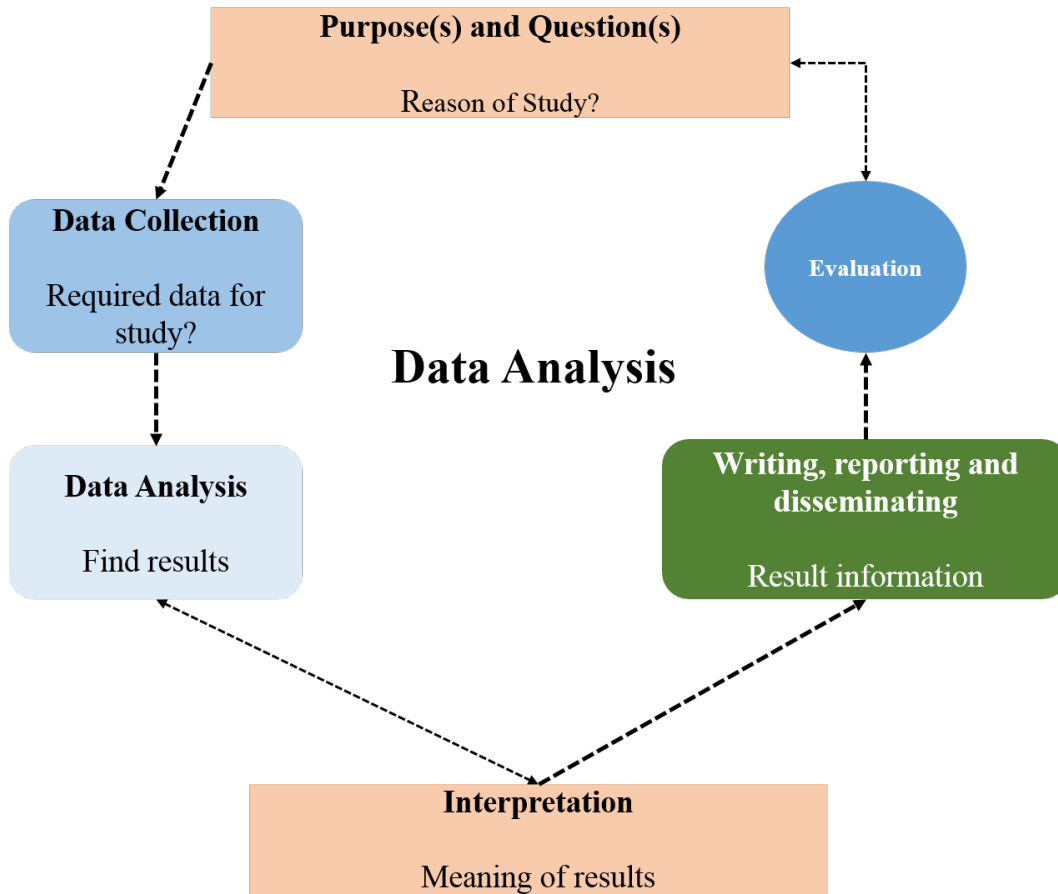 Purpose(s) and Question(s)
Reason of Study?
Data Collection
Required data for
study?
Evaluation
Data Analysis
Data Analysis
Find results
Writing, reporting and
disseminating
Result information
Interpretation
Meaning of results